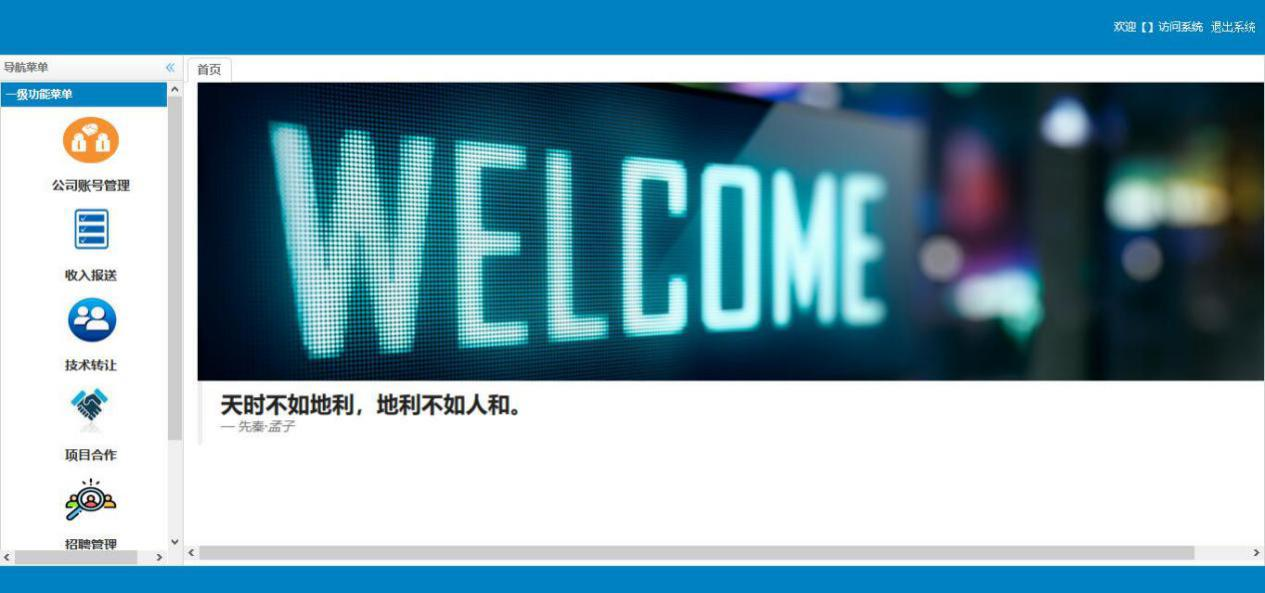 欢迎【】访问系统 退出系统
导航菜单
首页
一级功能菜单
公司账号管理
收入报送
技术转让
项目合作
招聘管理
WELCOME
天时不如地利，地利不如人和。
— 先秦·孟子